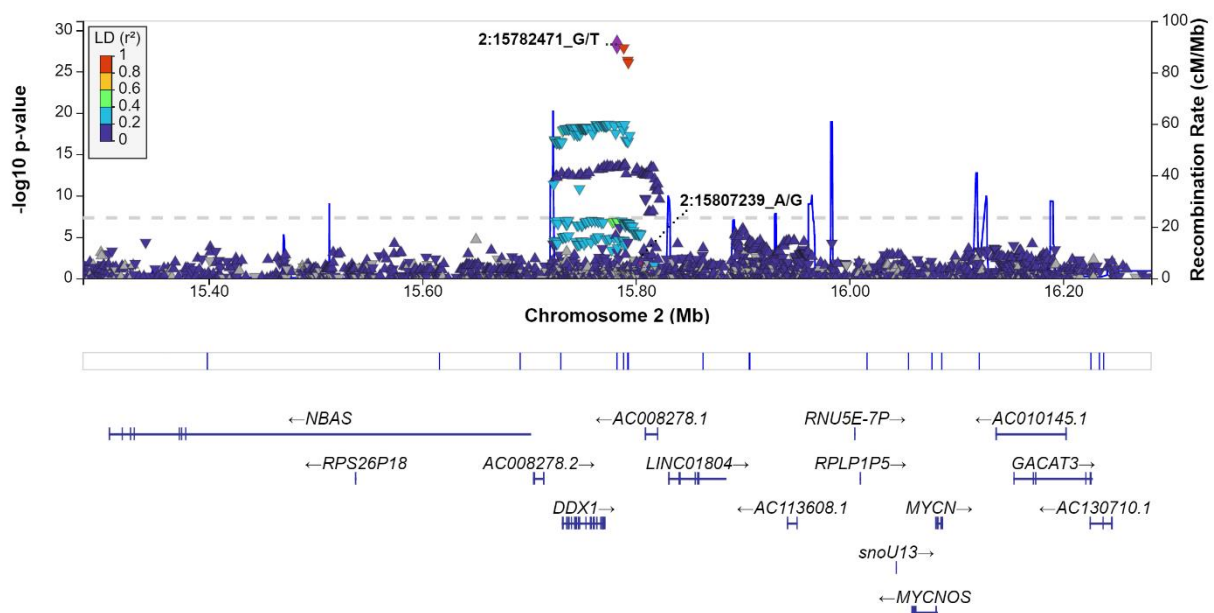 LD (r²)
1
0.8
0.6
0.4
0.2
0
30
25
20
15
10
5
0
-log10 p-value
100
80
60
40
20
0
Recombination Rate (cM/Mb)
2:15782471_G/T
2:15807239_A/G
15.40 15.60 15.80 16.00 16.20
Chromosome 2 (Mb)
←NBAS ←AC008278.1 RNU5E-7P→ ←AC010145.1
←RPS26P18 AC008278.2→ LINC01804→ RPLP1P5→ GACAT3→
DDX1→ ←AC113608.1 MYCN→ ←AC130710.1
snoU13→
←MYCNOS